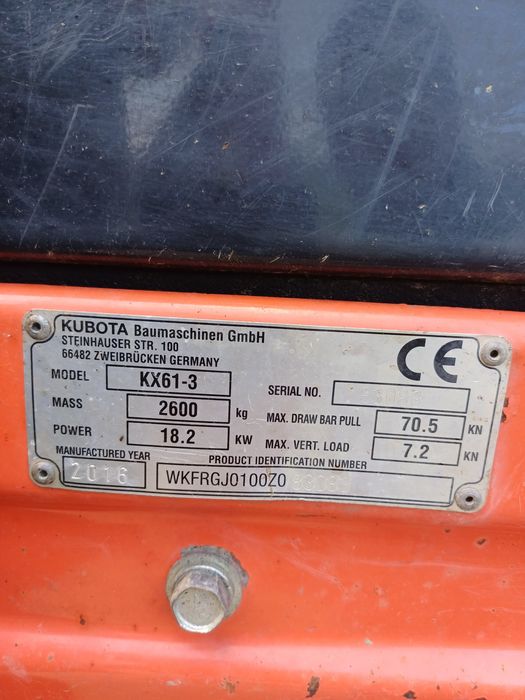 KUBOTA Baumaschinen GmbH
STEINHAUSER STR. 100
66482 ZWEIBRÜCKEN GERMANY
CE
MODEL KX61-3
SERIAL NO.
MASS 2600 kg
MAX. DRAW BAR PULL 70.5 KN
POWER 18.2 KW
MAX. VERT. LOAD 7.2 KN
MANUFACTURED YEAR 2016
PRODUCT IDENTIFICATION NUMBER
WKFRGJ0100Z0